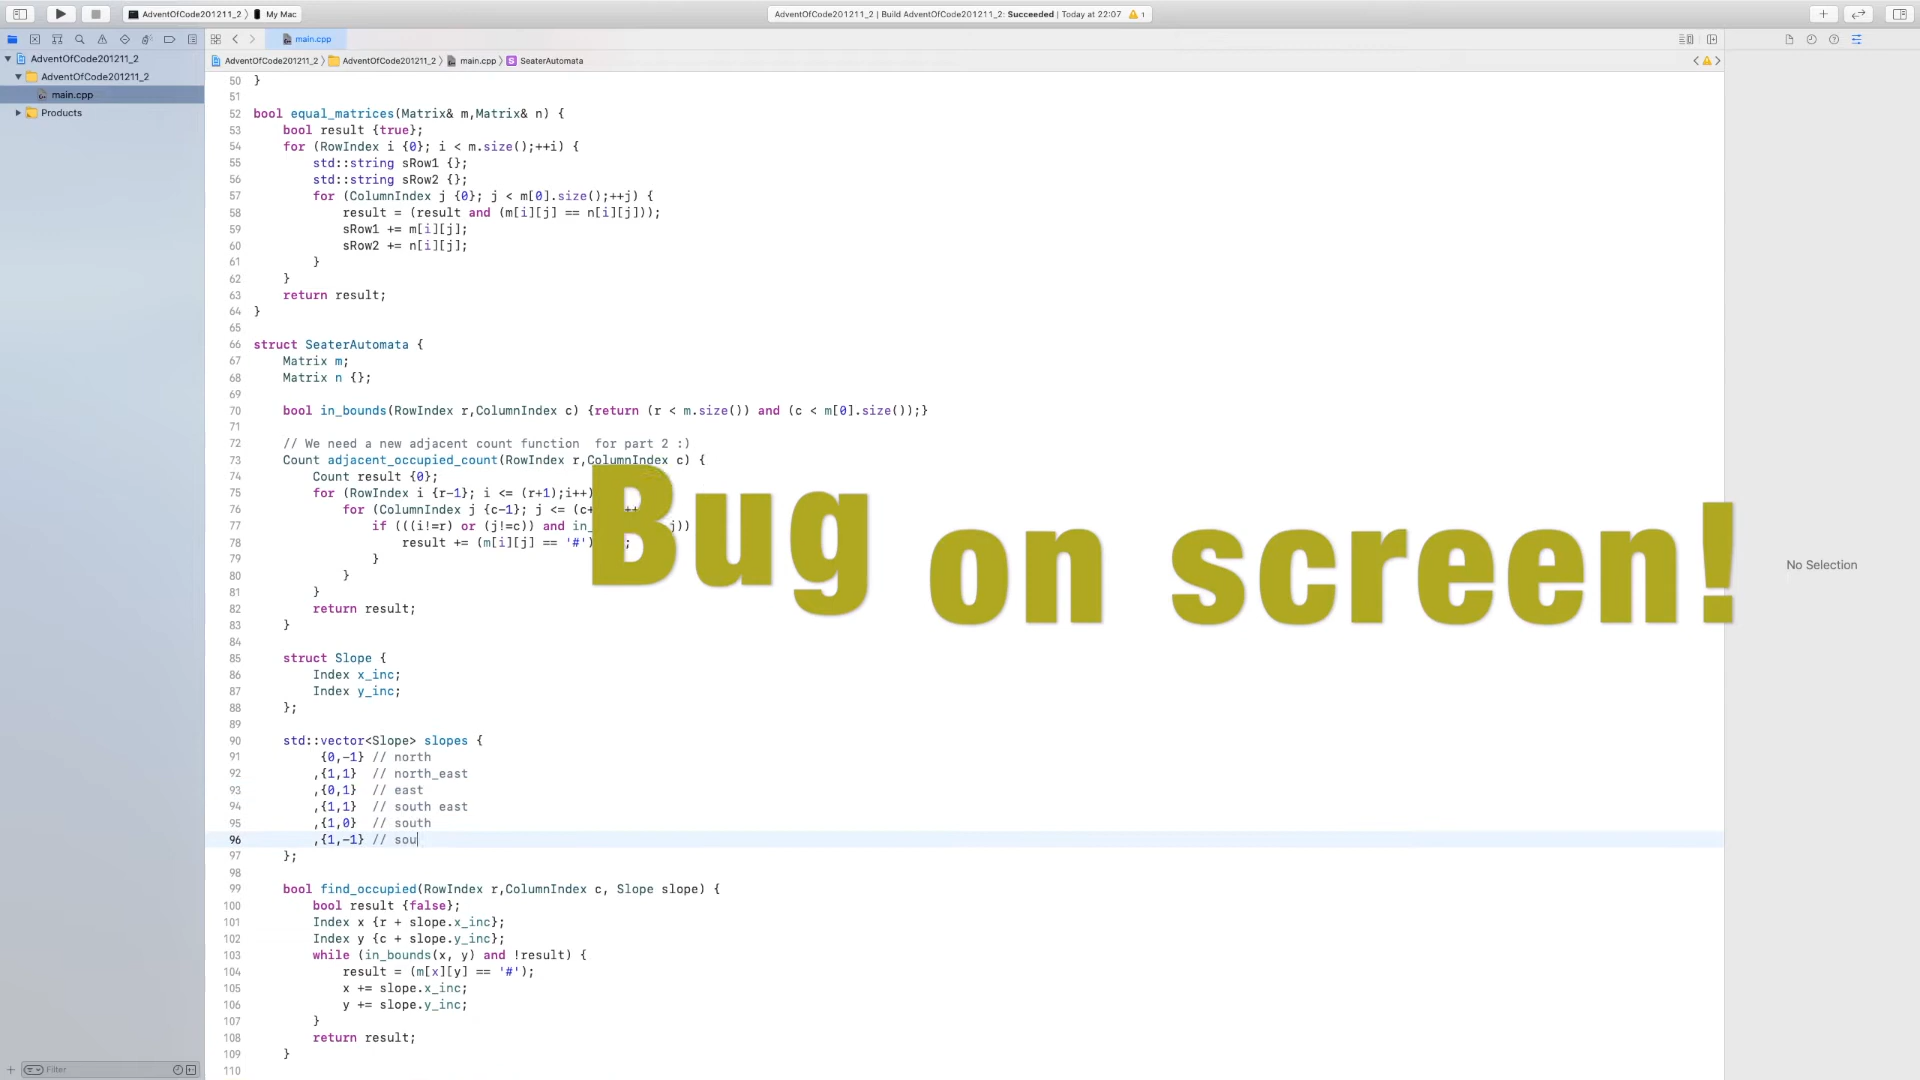 AdventOfCode201211_2 〉 My Mac
AdventOfCode201211_2 | Build AdventOfCode201211_2: Succeeded | Today at 22:07 1
main.cpp
AdventOfCode201211_2
AdventOfCode201211_2
main.cpp
Products
AdventOfCode201211_2 〉 AdventOfCode201211_2 〉 main.cpp 〉 S SeaterAutomata
50 }
51
52 bool equal_matrices(Matrix& m,Matrix& n) {
53     bool result {true};
54     for (RowIndex i {0}; i < m.size();++i) {
55         std::string sRow1 {};
56         std::string sRow2 {};
57         for (ColumnIndex j {0}; j < m[0].size();++j) {
58             result = (result and (m[i][j] == n[i][j]));
59             sRow1 += m[i][j];
60             sRow2 += n[i][j];
61         }
62     }
63     return result;
64 }
65
66 struct SeaterAutomata {
67     Matrix m;
68     Matrix n {};
69
70     bool in_bounds(RowIndex r,ColumnIndex c) {return (r < m.size()) and (c < m[0].size());}
71
72     // We need a new adjacent count function  for part 2 :)
73     Count adjacent_occupied_count(RowIndex r,ColumnIndex c) {
74         Count result {0};
75         for (RowIndex i {r-1}; i <= (r+1);i++)
76             for (ColumnIndex j {c-1}; j <= (c+ ++
77                 if (((i!=r) or (j!=c)) and in_ j))
78                     result += (m[i][j] == '#') ;
79                 }
80             }
81         }
82         return result;
83     }
84
85     struct Slope {
86         Index x_inc;
87         Index y_inc;
88     };
89
90     std::vector<Slope> slopes {
91          {0,-1} // north
92         ,{1,1}  // north_east
93         ,{0,1}  // east
94         ,{1,1}  // south east
95         ,{1,0}  // south
96         ,{1,-1} // sou
97     };
98
99     bool find_occupied(RowIndex r,ColumnIndex c, Slope slope) {
100         bool result {false};
101         Index x {r + slope.x_inc};
102         Index y {c + slope.y_inc};
103         while (in_bounds(x, y) and !result) {
104             result = (m[x][y] == '#');
105             x += slope.x_inc;
106             y += slope.y_inc;
107         }
108         return result;
109     }
110
Bug on screen!
No Selection
Filter